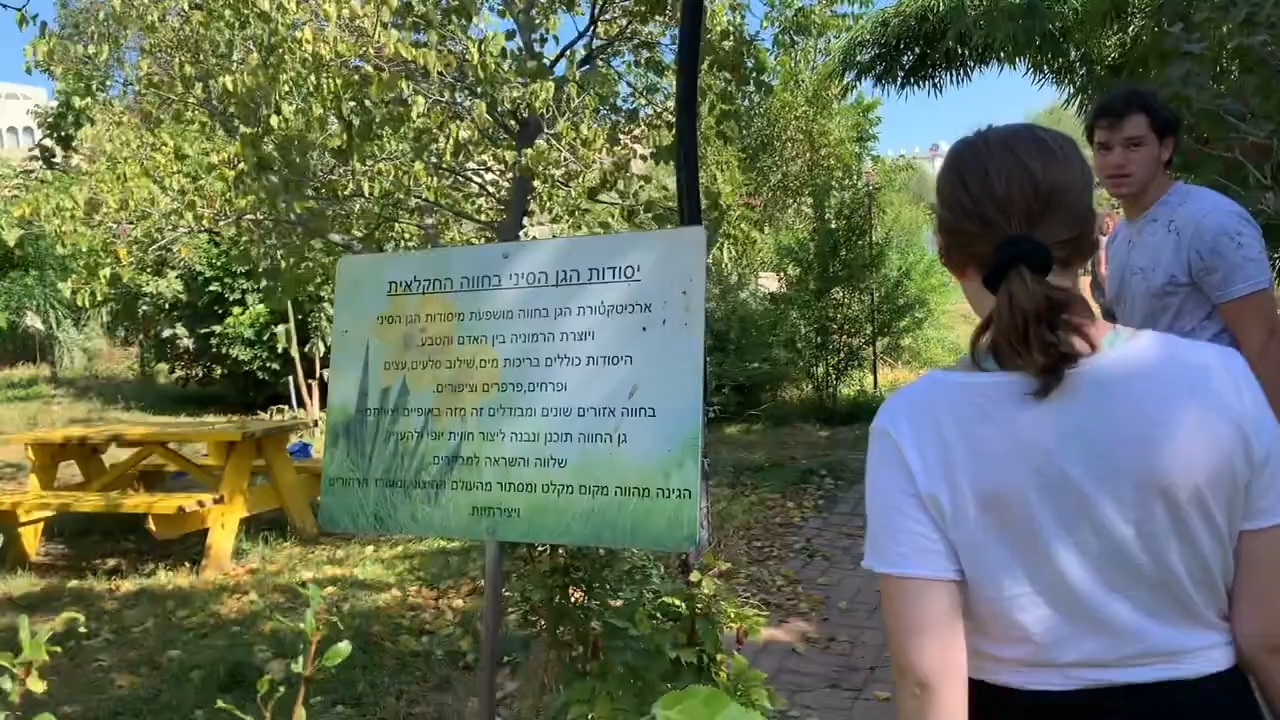 יסודות הגן הסיני בחווה החקלאית
ארכיטקטורת הגן בחווה מושפעת מיסודות הגן הסיני
ויוצרת הרמוניה בין האדם והטבע.
היסודות כוללים בריכות מים,שילוב סלעים,עצים
ופרחים,פרפרים וציפורים.
בחווה אזורים שונים ומבודלים זה מזה באופיים
גן החווה תוכנן ונבנה ליצור חווית יופי
שלווה והשראה למבקרים.
הגינה מהווה מקום מקלט ומסתור מהעולם
ויצירתיות.